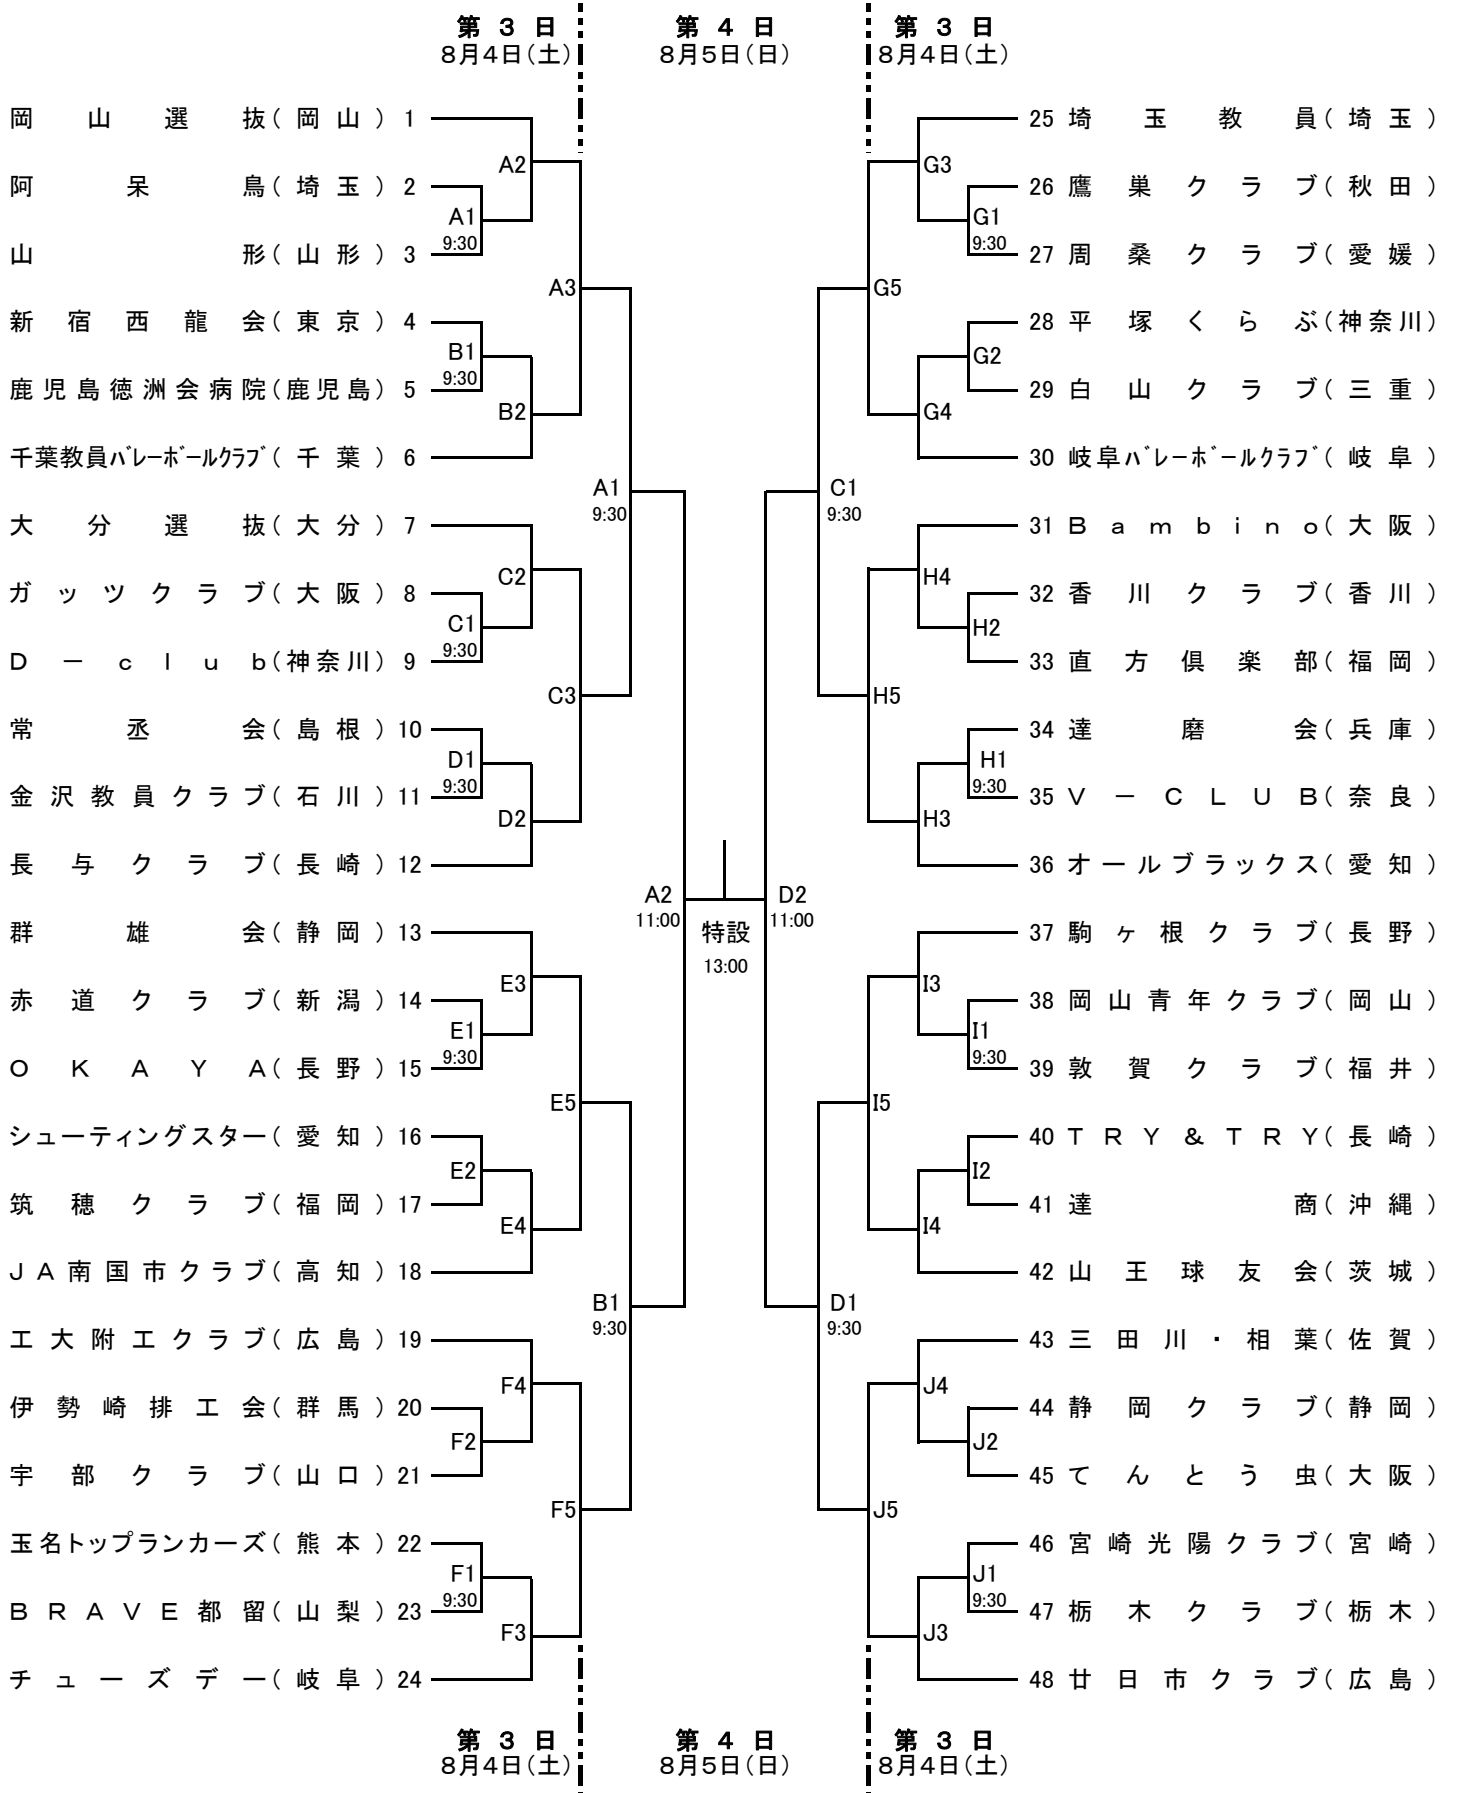 第３日 第４日 第３日
８月４日（土） ８月５日（日） ８月４日（土）
岡山選抜（岡山）1 25 埼玉教員（埼玉）
A2 G3
阿呆鳥（埼玉）2 26 鷹巣クラブ（秋田）
A1 G1
9:30 9:30
山形（山形）3 27 周桑クラブ（愛媛）
A3 G5
新宿西龍会（東京）4 28 平塚くらぶ（神奈川）
B1 G2
9:30
鹿児島徳洲会病院（鹿児島）5 29 白山クラブ（三重）
B2 G4
千葉教員ﾊﾞﾚｰﾎﾞｰﾙｸﾗﾌﾞ（千葉）6 30 岐阜ﾊﾞﾚｰﾎﾞｰﾙｸﾗﾌﾞ（岐阜）
A1 C1
9:30 9:30
大分選抜（大分）7 31 Ｂａｍｂｉｎｏ（大阪）
C2 H4
ガッツクラブ（大阪）8 32 香川クラブ（香川）
C1 H2
9:30
Ｄ－ｃｌｕｂ（神奈川）9 33 直方倶楽部（福岡）
C3 H5
常丞会（島根）10 34 達磨会（兵庫）
D1 H1
9:30 9:30
金沢教員クラブ（石川）11 35 Ｖ－ＣＬＵＢ（奈良）
D2 H3
長与クラブ（長崎）12 36 オールブラックス（愛知）
A2 D2
11:00 11:00
特設
13:00
群雄会（静岡）13 37 駒ヶ根クラブ（長野）
E3 I3
赤道クラブ（新潟）14 38 岡山青年クラブ（岡山）
E1 I1
9:30 9:30
ＯＫＡＹＡ（長野）15 39 敦賀クラブ（福井）
E5 I5
シューティングスター（愛知）16 40 ＴＲＹ＆ＴＲＹ（長崎）
E2 I2
筑穂クラブ（福岡）17 41 達商（沖縄）
E4 I4
ＪＡ南国市クラブ（高知）18 42 山王球友会（茨城）
B1 D1
9:30 9:30
工大附工クラブ（広島）19 43 三田川・相葉（佐賀）
F4 J4
伊勢崎排工会（群馬）20 44 静岡クラブ（静岡）
F2 J2
宇部クラブ（山口）21 45 てんとう虫（大阪）
F5 J5
玉名トップランカーズ（熊本）22 46 宮崎光陽クラブ（宮崎）
F1 J1
9:30 9:30
ＢＲＡＶＥ都留（山梨）23 47 栃木クラブ（栃木）
F3 J3
チューズデー（岐阜）24 48 廿日市クラブ（広島）
第３日 第４日 第３日
８月４日（土） ８月５日（日） ８月４日（土）